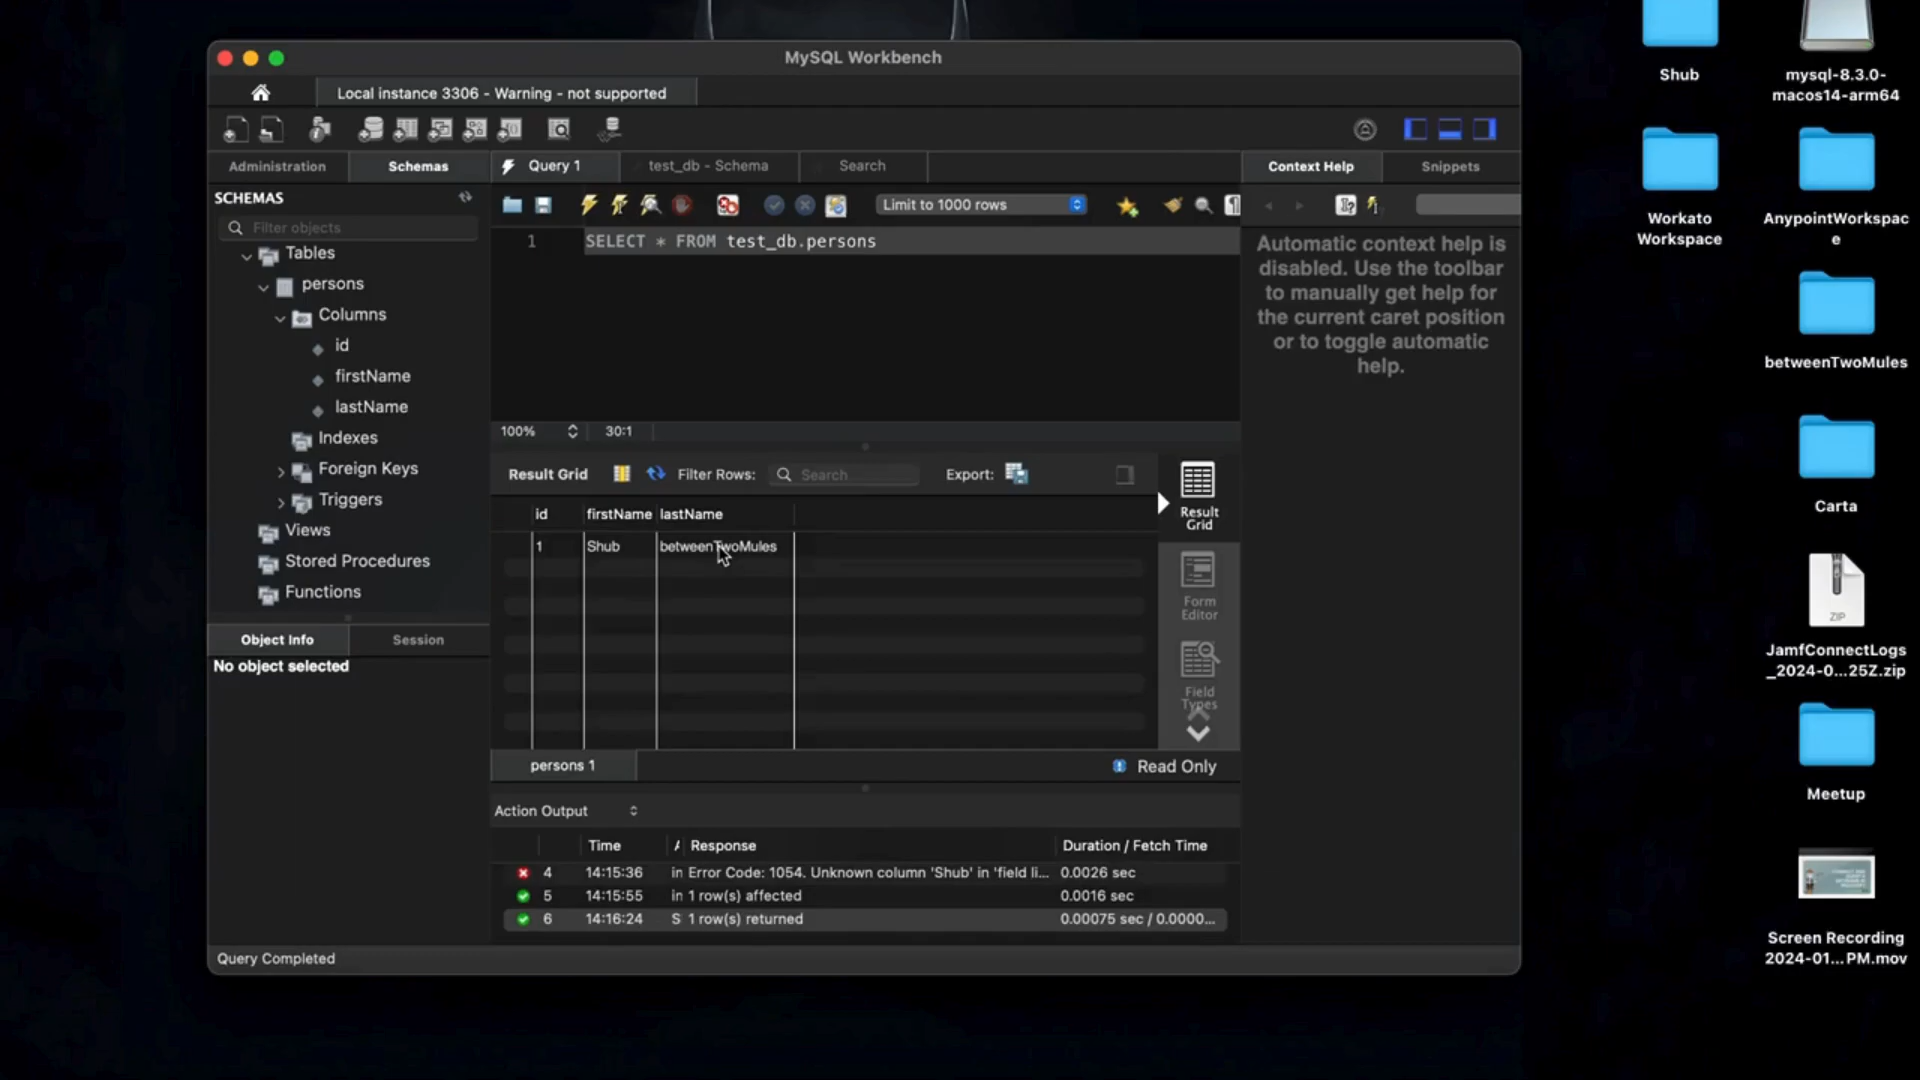 MySQL Workbench
Local instance 3306 - Warning - not supported
Administration
Schemas
Query 1
test_db - Schema
Search
Context Help
Snippets
SCHEMAS
Filter objects
Limit to 1000 rows
Tables
persons
Columns
id
firstName
lastName
Indexes
Foreign Keys
Triggers
Views
Stored Procedures
Functions
1
SELECT * FROM test_db.persons
Automatic context help is
disabled. Use the toolbar
to manually get help for
the current caret position
or to toggle automatic
help.
100%
30:1
Result Grid
Filter Rows:
Search
Export:
id firstName lastName
1 Shub betweenTwoMules
Result
Grid
Form
Editor
Field
Types
Object Info
Session
No object selected
persons 1
Read Only
Action Output
Time Response Duration / Fetch Time
4 14:15:36 in Error Code: 1054. Unknown column 'Shub' in 'field li... 0.0026 sec
5 14:15:55 in 1 row(s) affected 0.0016 sec
6 14:16:24 S 1 row(s) returned 0.00075 sec / 0.0000...
Query Completed
Shub
mysql-8.3.0-
macos14-arm64
Workato
Workspace
AnypointWorkspac
e
betweenTwoMules
Carta
ZIP
JamfConnectLogs
_2024-0...25Z.zip
Meetup
Screen Recording
2024-01...PM.mov